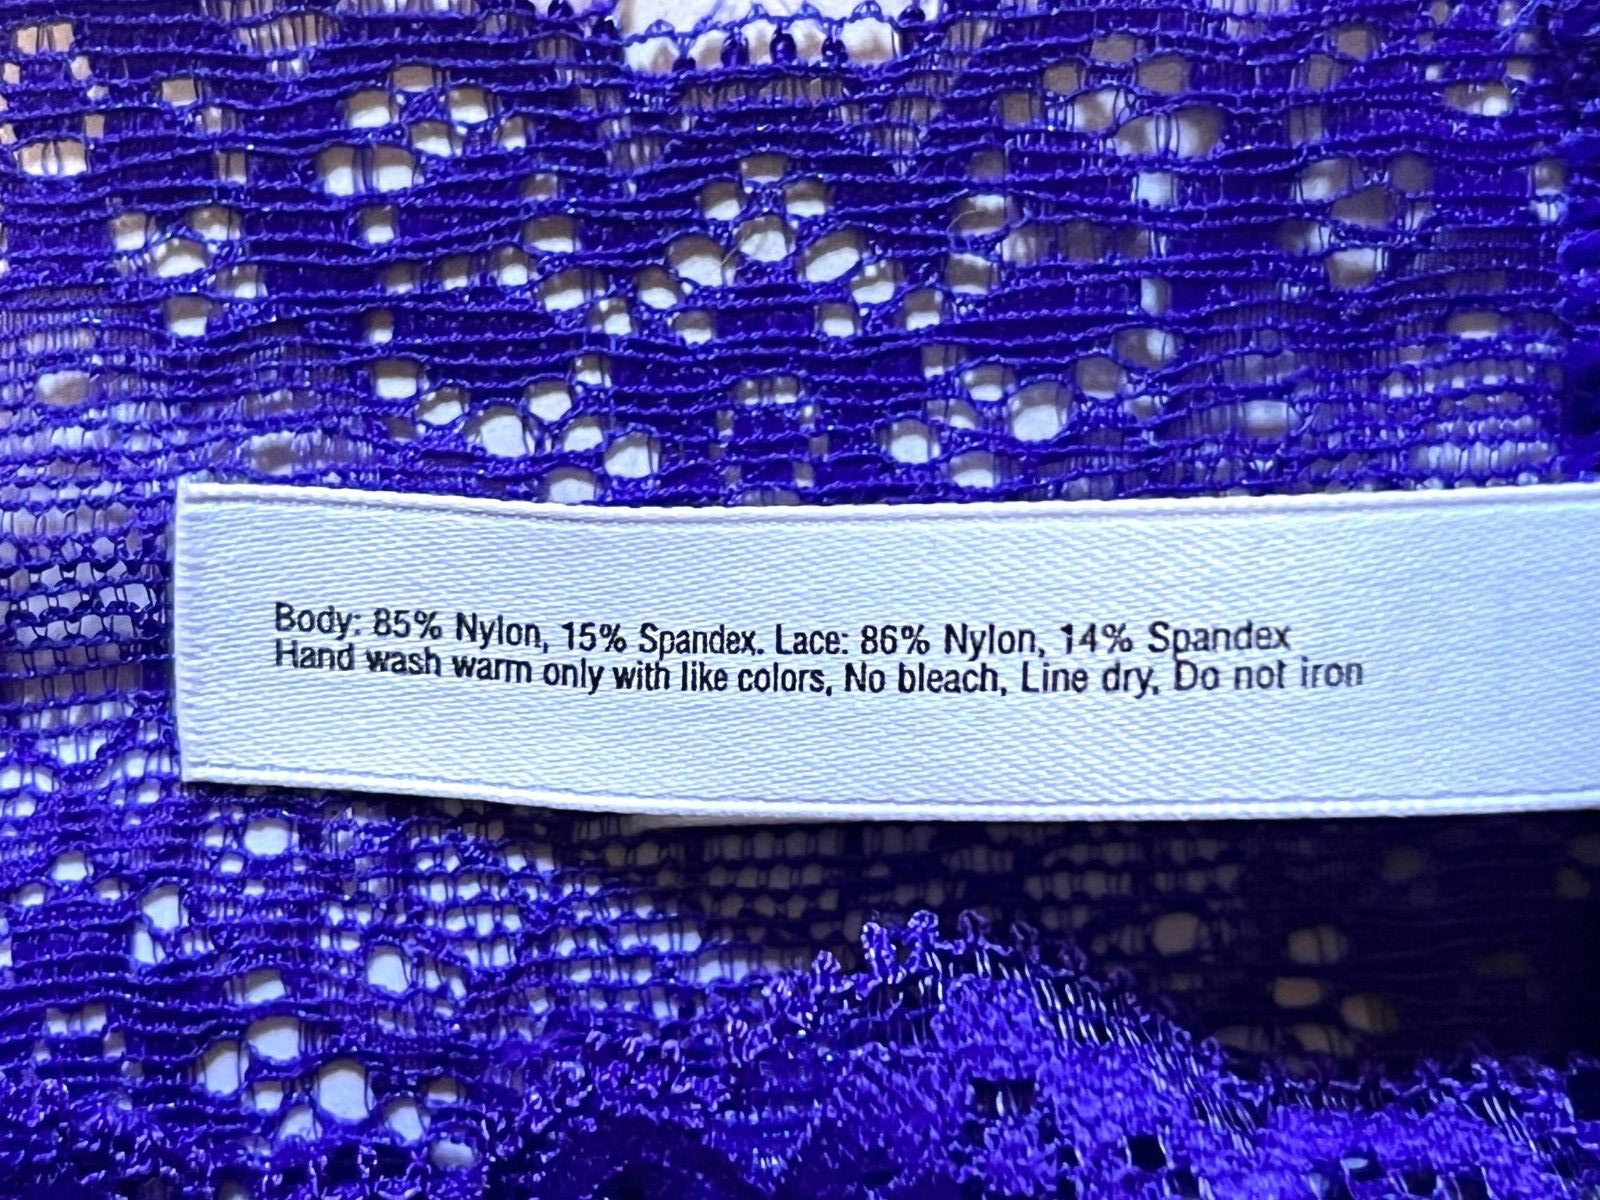 Body: 85% Nylon, 15% Spandex. Lace: 86% Nylon, 14% Spandex
Hand wash warm only with like colors, No bleach, Line dry, Do not iron